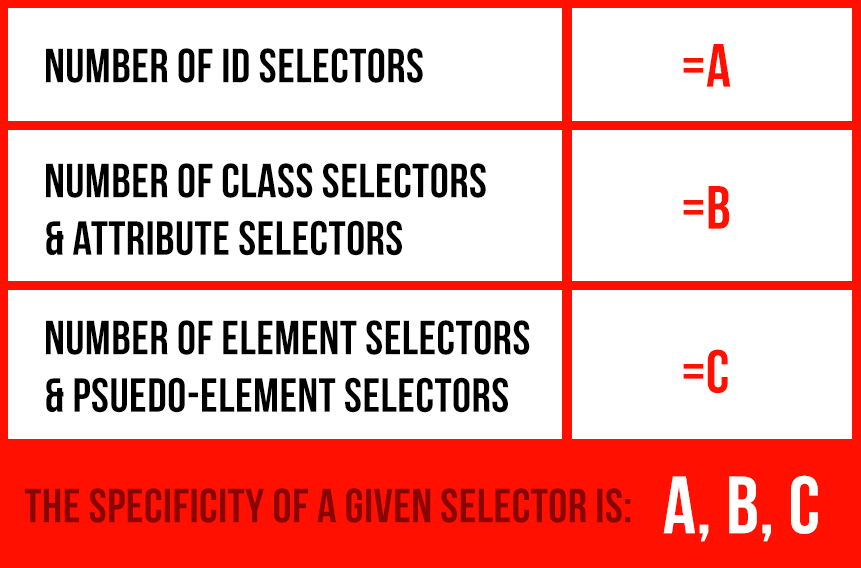 NUMBER OF ID SELECTORS
=A
NUMBER OF CLASS SELECTORS
& ATTRIBUTE SELECTORS
=B
NUMBER OF ELEMENT SELECTORS
& PSUEDO-ELEMENT SELECTORS
=C
THE SPECIFICITY OF A GIVEN SELECTOR IS: A, B, C